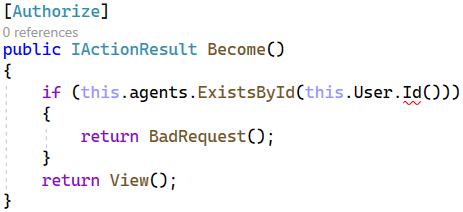 [Authorize]
0 references
public IActionResult Become()
{
    if (this.agents.ExistsById(this.User.Id()))
    {
        return BadRequest();
    }
    return View();
}